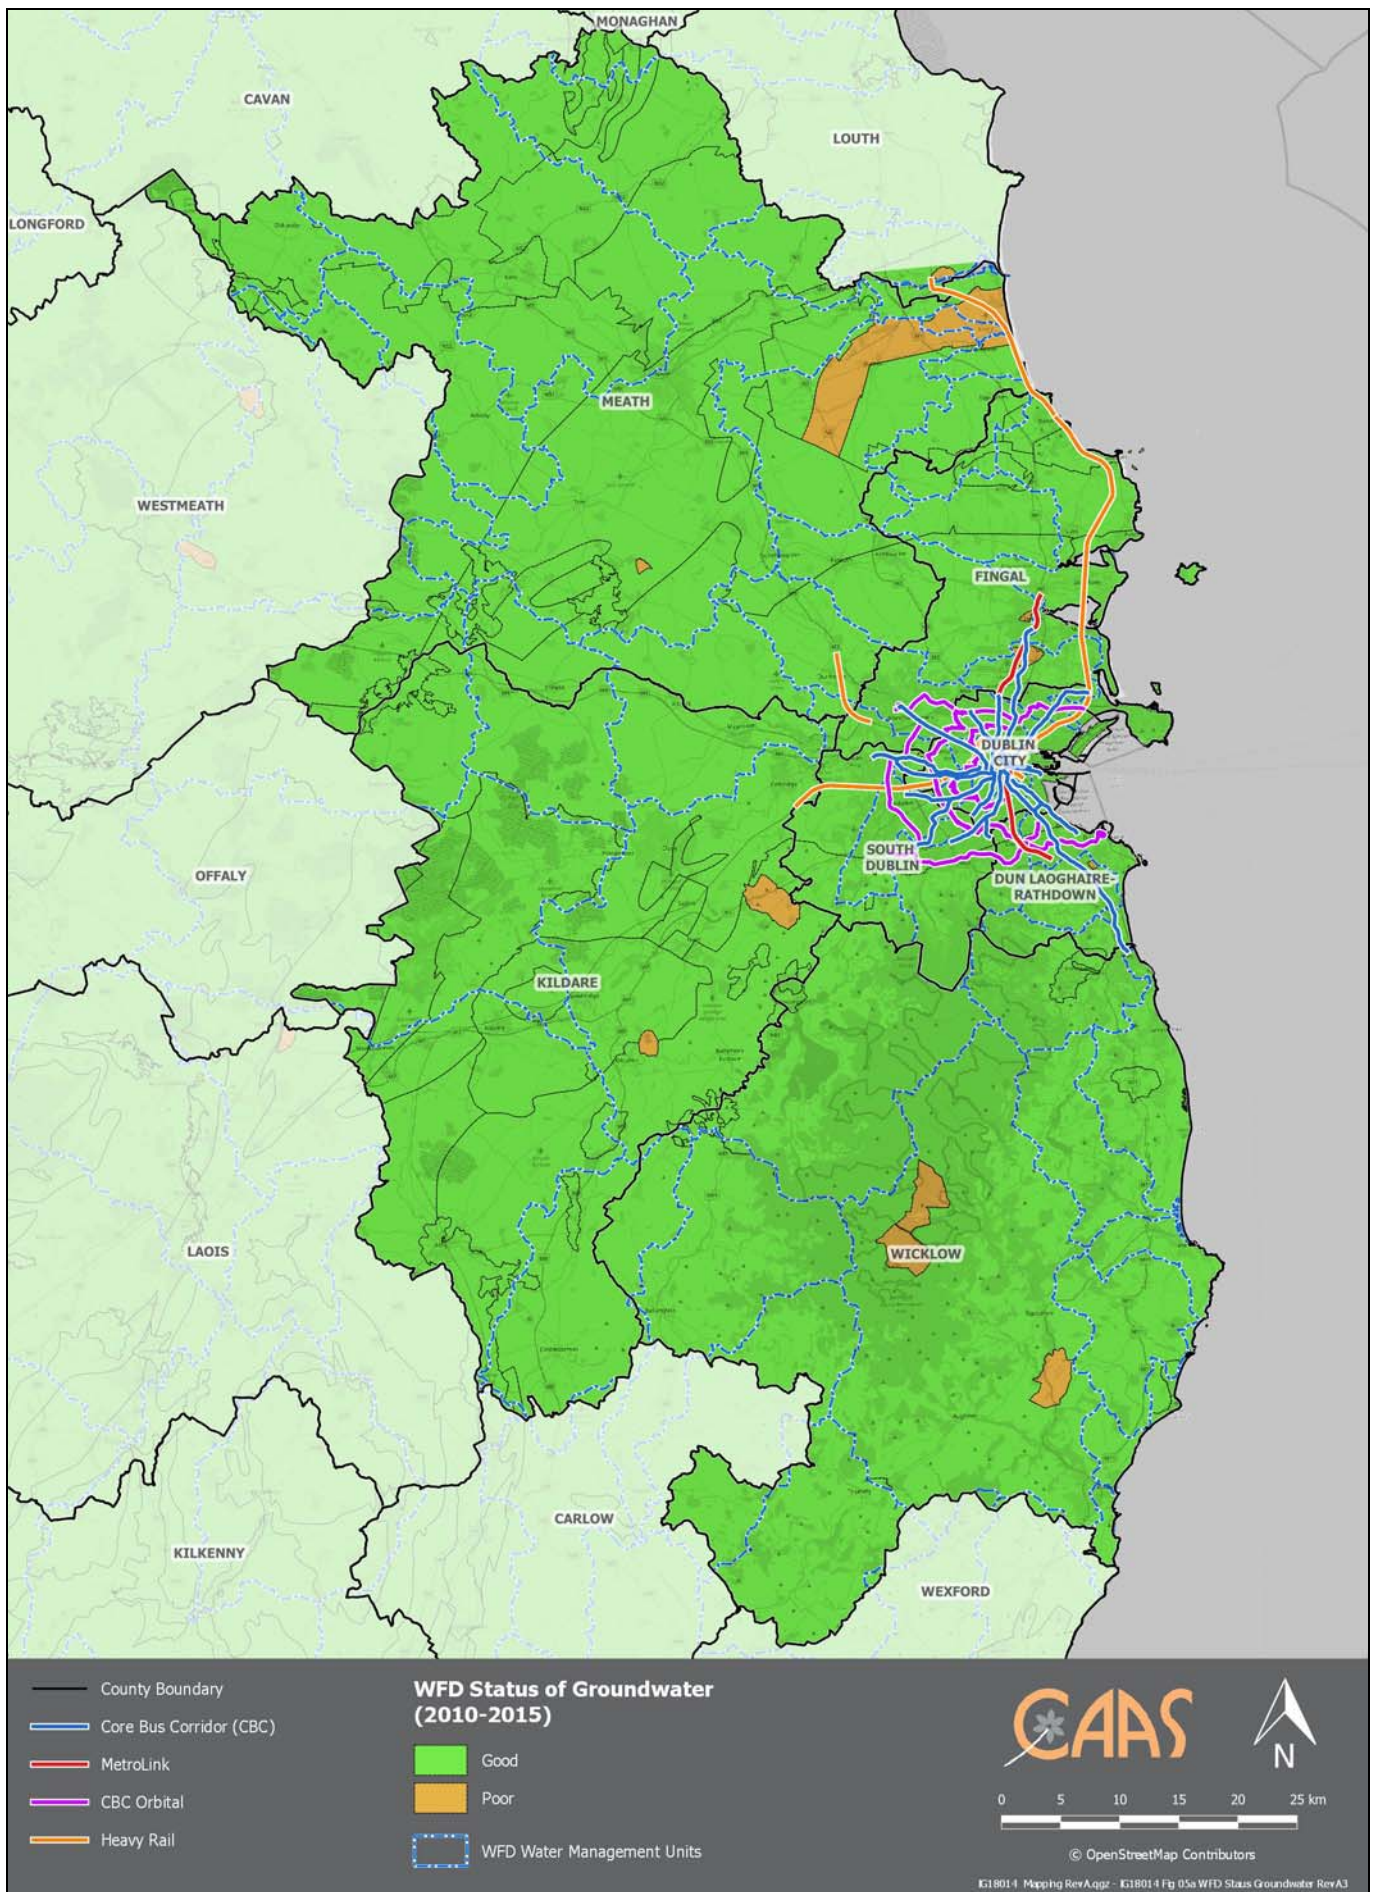 MONAGHAN
CAVAN
LOUTH
LONGFORD
MEATH
WESTMEATH
FINGAL
DUBLIN
CITY
OFFALY
SOUTH
DUBLIN
DUN LAOGHAIRE-
RATHDOWN
KILDARE
LAOIS
WICKLOW
CARLOW
KILKENNY
WEXFORD
County Boundary
Core Bus Corridor (CBC)
MetroLink
CBC Orbital
Heavy Rail
WFD Status of Groundwater
(2010-2015)
Good
Poor
WFD Water Management Units
CAAS
N
0 5 10 15 20 25 km
© OpenStreetMap Contributors
IG18014 Mapping RevA.qgz - IG18014 Fig 05a WFD Staus Groundwater RevA3